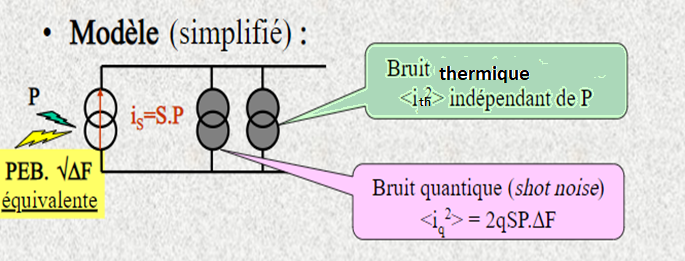 • Modèle (simplifié) :
Bruit thermique
<i_th²> indépendant de P
P
i_S=S.P
PEB. √ΔF
équivalente
Bruit quantique (shot noise)
<i_q²> = 2qSP.ΔF